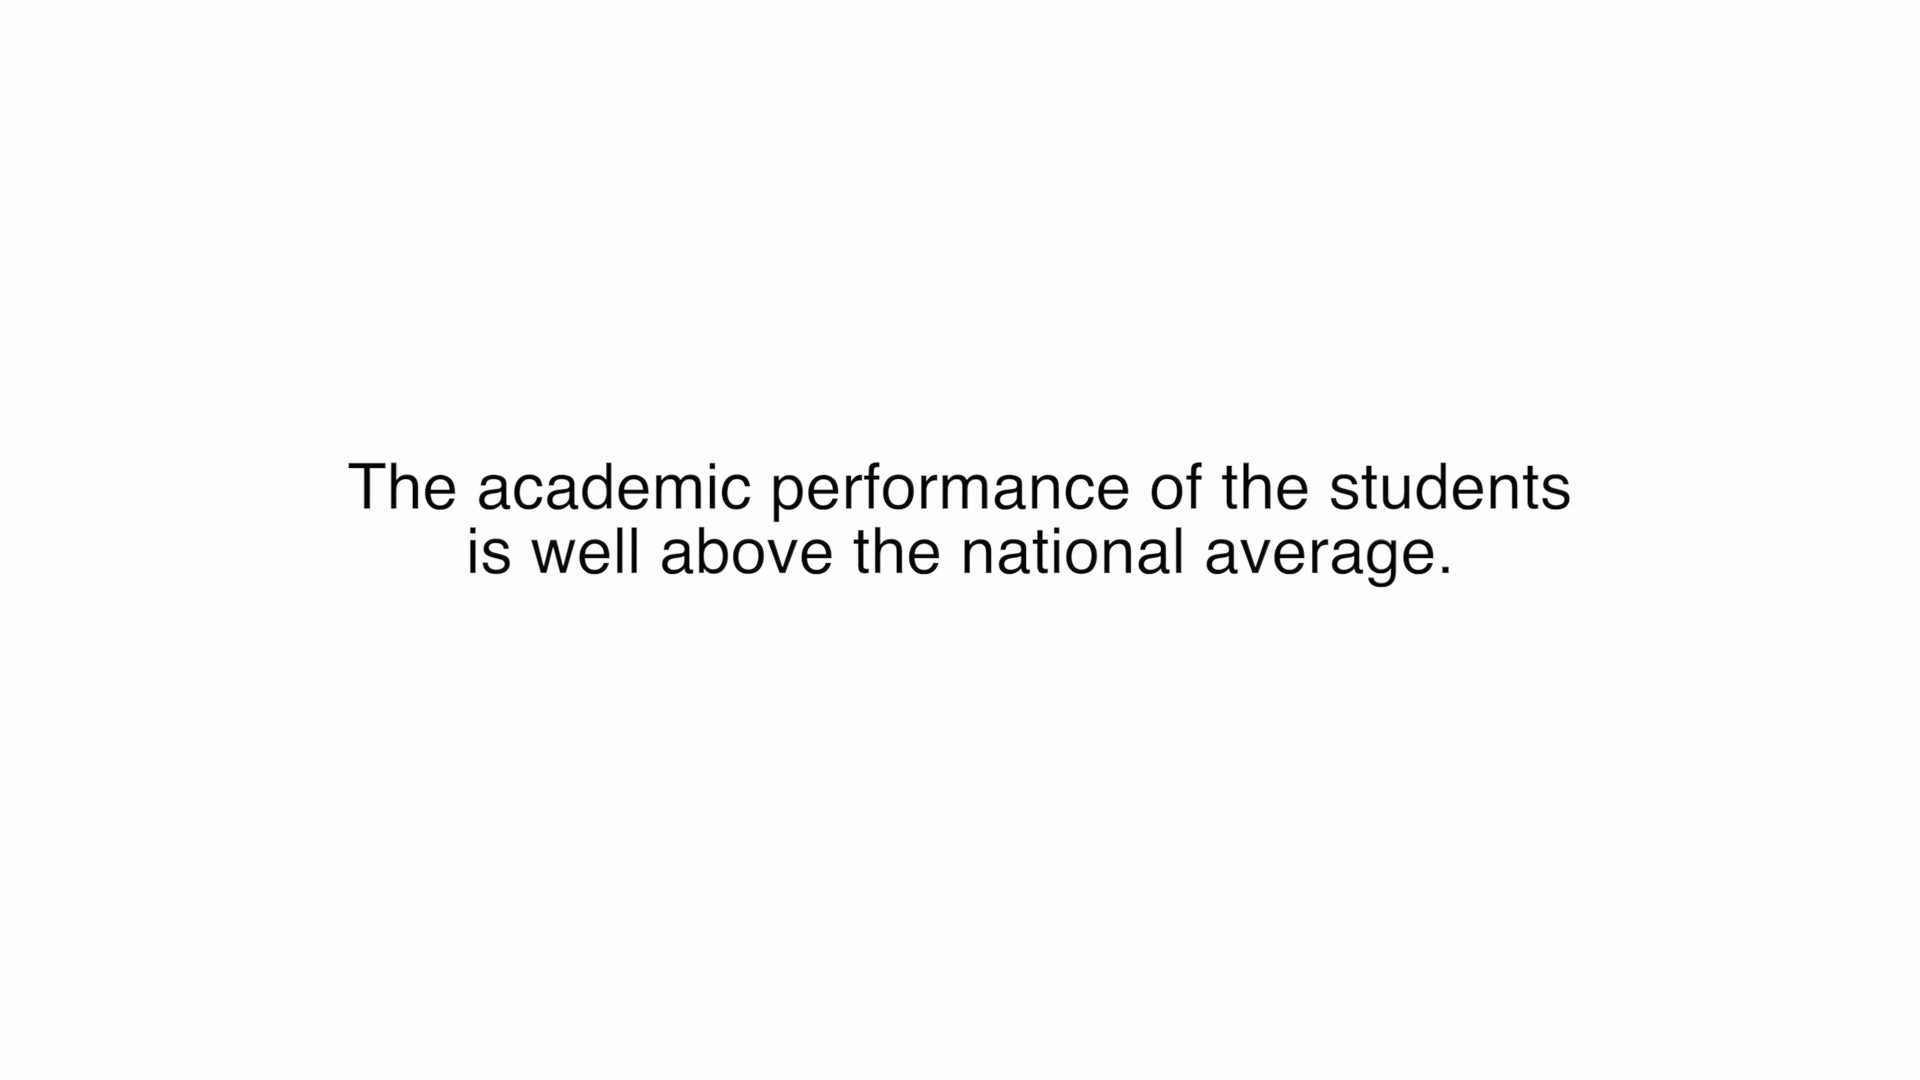 The academic performance of the students
is well above the national average.